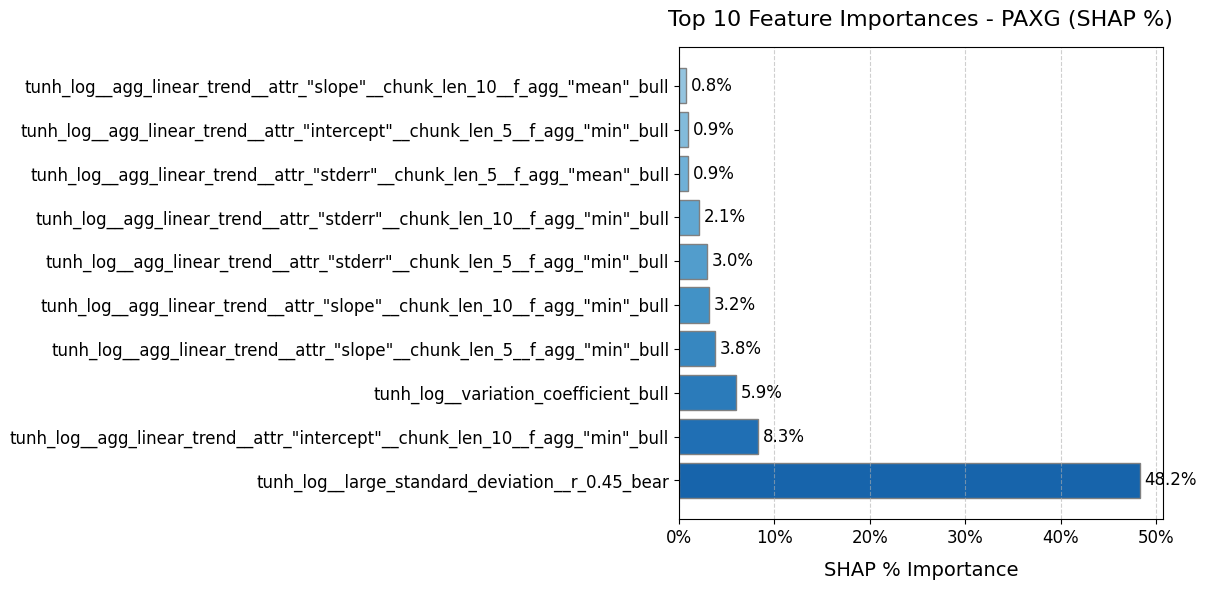 Top 10 Feature Importances - PAXG (SHAP %)
tunh_log__agg_linear_trend__attr_"slope"__chunk_len_10__f_agg_"mean"_bull 0.8%
tunh_log__agg_linear_trend__attr_"intercept"__chunk_len_5__f_agg_"min"_bull 0.9%
tunh_log__agg_linear_trend__attr_"stderr"__chunk_len_5__f_agg_"mean"_bull 0.9%
tunh_log__agg_linear_trend__attr_"stderr"__chunk_len_10__f_agg_"min"_bull 2.1%
tunh_log__agg_linear_trend__attr_"stderr"__chunk_len_5__f_agg_"min"_bull 3.0%
tunh_log__agg_linear_trend__attr_"slope"__chunk_len_10__f_agg_"min"_bull 3.2%
tunh_log__agg_linear_trend__attr_"slope"__chunk_len_5__f_agg_"min"_bull 3.8%
tunh_log__variation_coefficient_bull 5.9%
tunh_log__agg_linear_trend__attr_"intercept"__chunk_len_10__f_agg_"min"_bull 8.3%
tunh_log__large_standard_deviation__r_0.45_bear 48.2%
0% 10% 20% 30% 40% 50%
SHAP % Importance